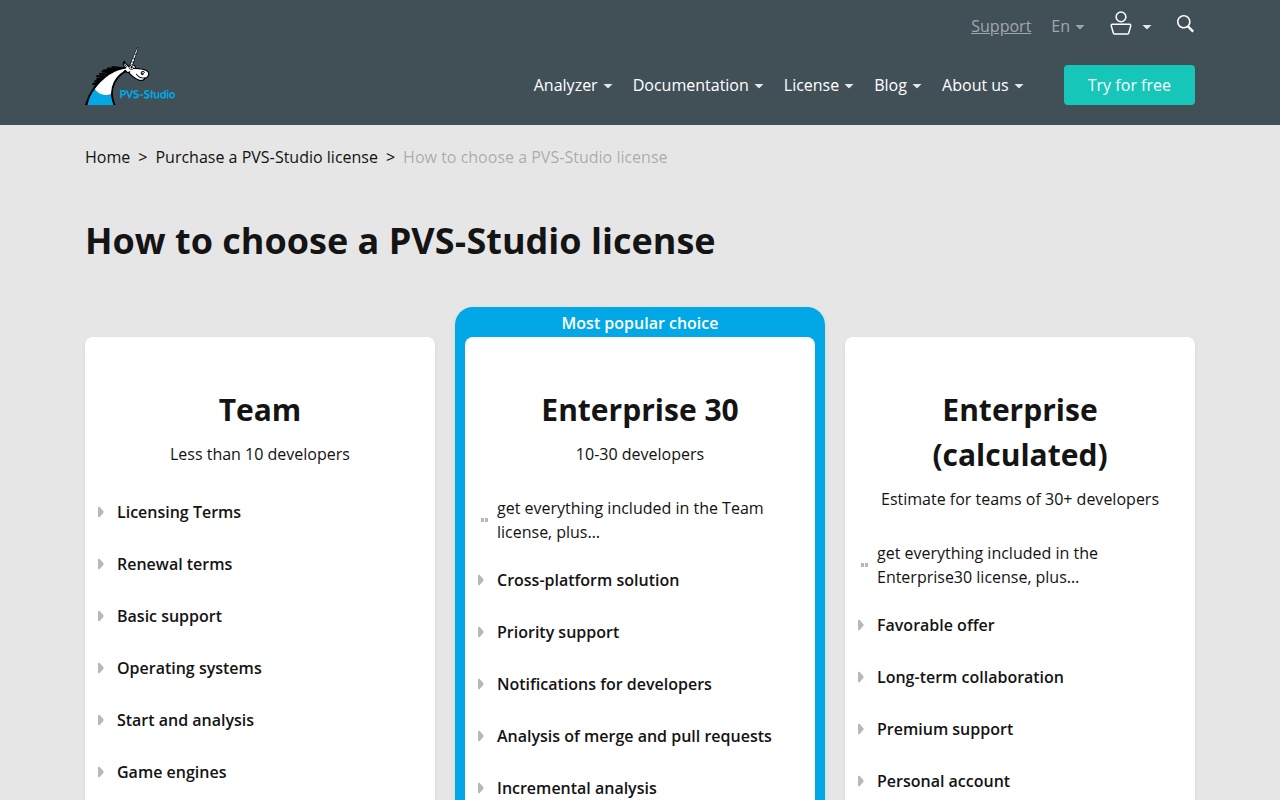 Support En
PVS-Studio
Analyzer Documentation License Blog About us Try for free
Home > Purchase a PVS-Studio license > How to choose a PVS-Studio license
How to choose a PVS-Studio license
Most popular choice
Team
Less than 10 developers
Licensing Terms
Renewal terms
Basic support
Operating systems
Start and analysis
Game engines
Enterprise 30
10-30 developers
get everything included in the Team
license, plus...
Cross-platform solution
Priority support
Notifications for developers
Analysis of merge and pull requests
Incremental analysis
Enterprise
(calculated)
Estimate for teams of 30+ developers
get everything included in the
Enterprise30 license, plus...
Favorable offer
Long-term collaboration
Premium support
Personal account